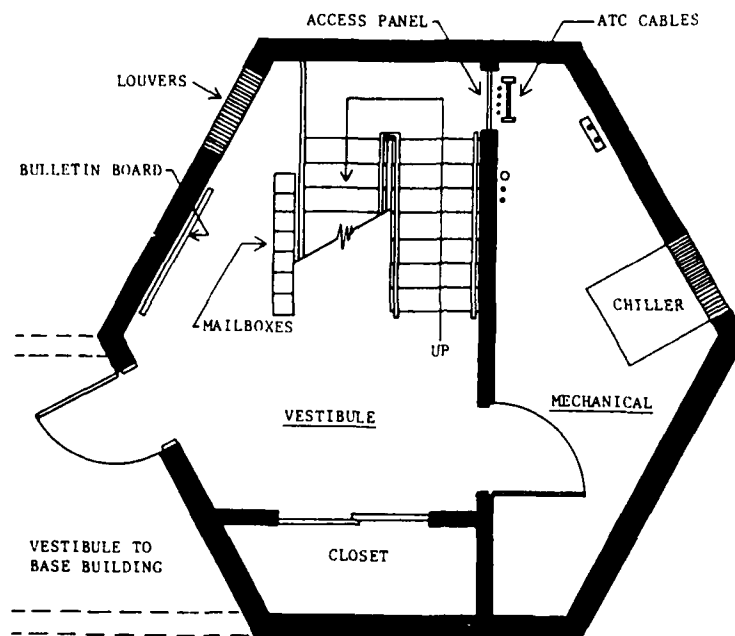 ACCESS PANEL
ATC CABLES
LOUVERS
BULLETIN BOARD
CHILLER
MAILBOXES
UP
MECHANICAL
VESTIBULE
CLOSET
VESTIBULE TO
BASE BUILDING